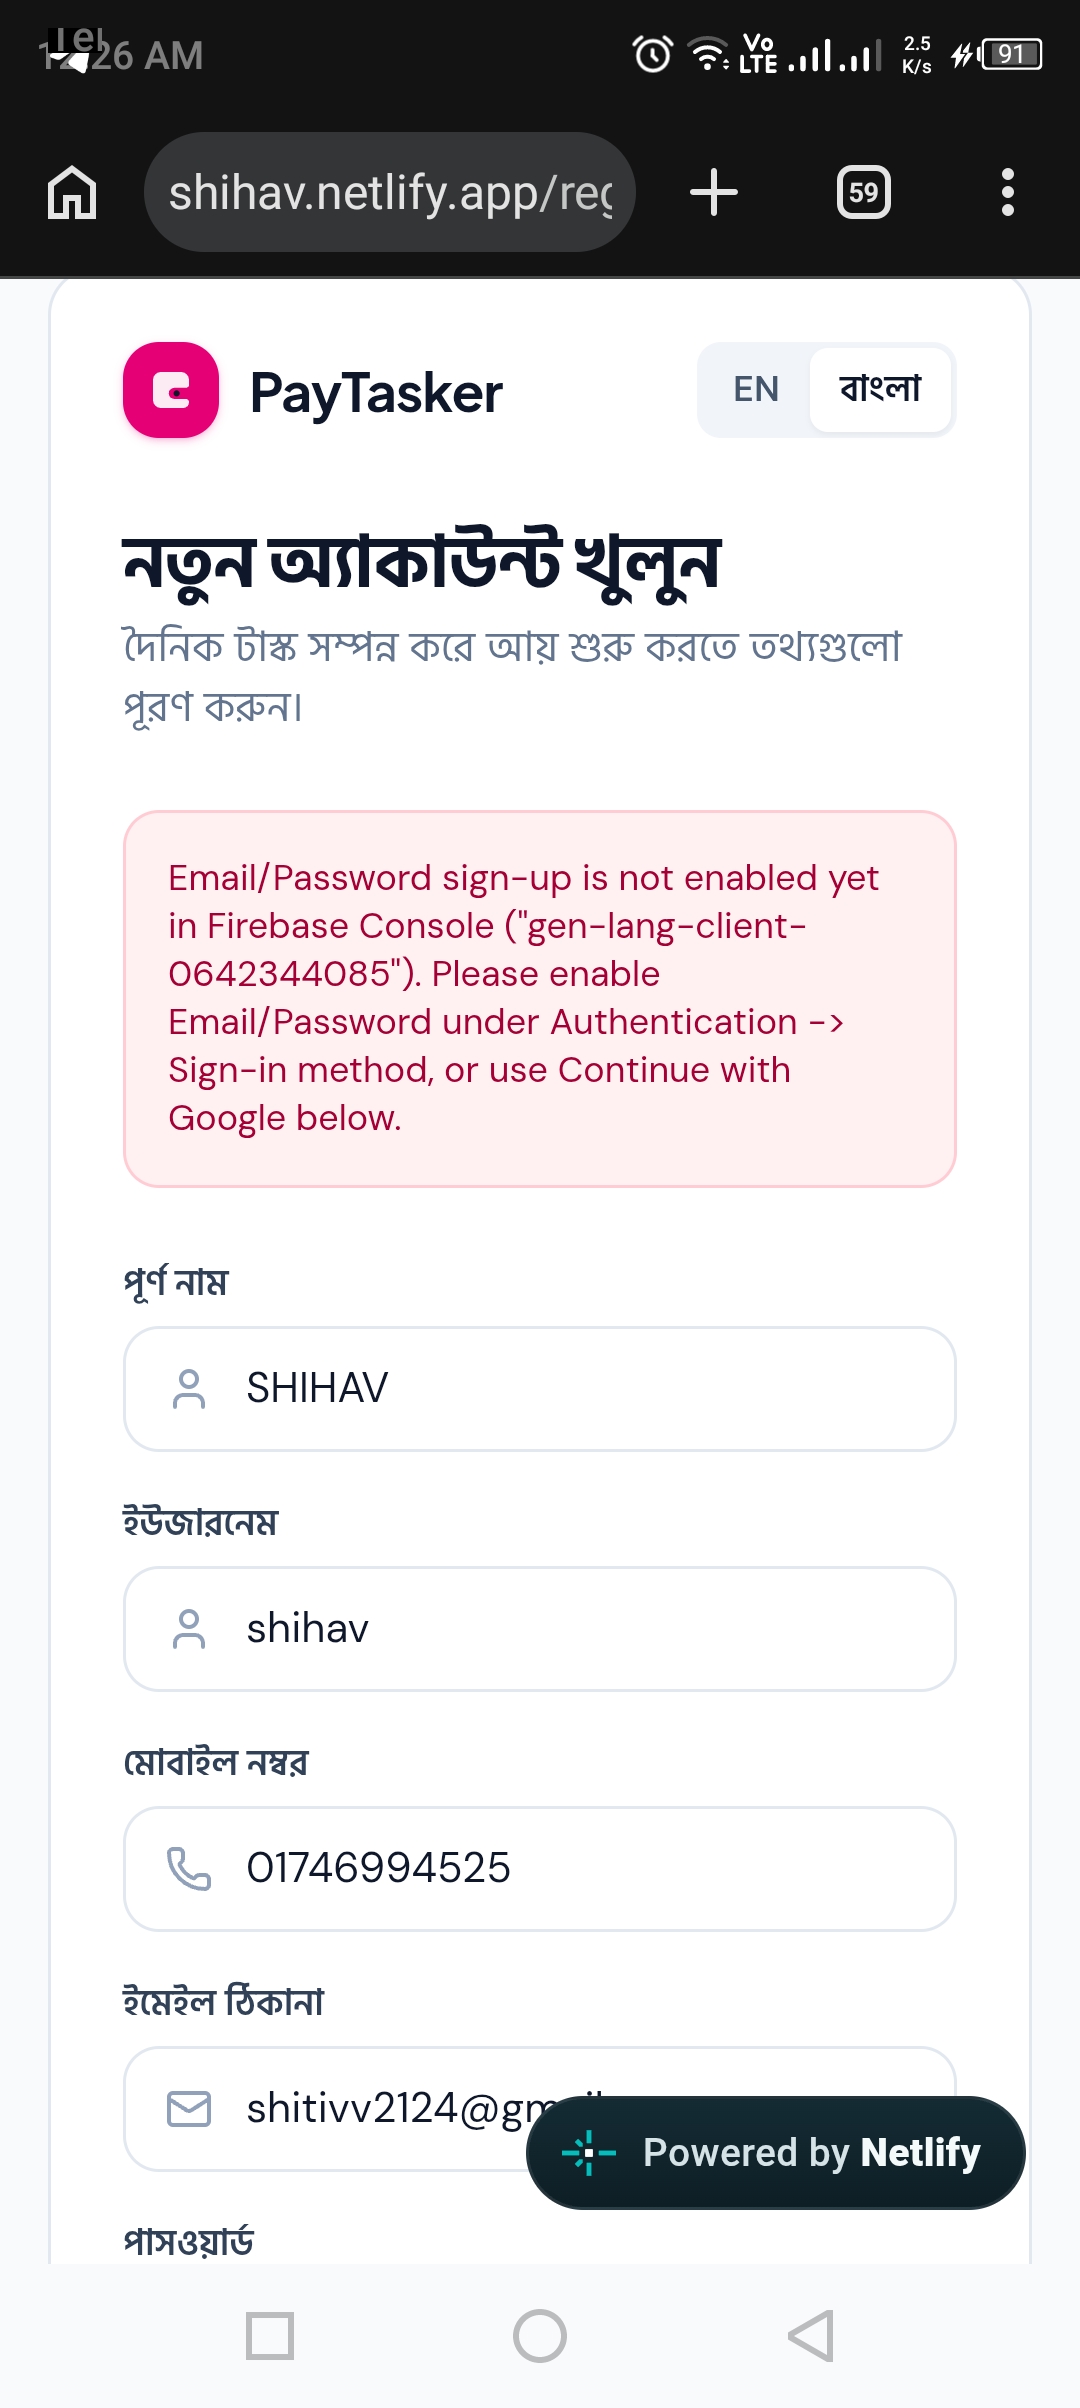 26 AM
Vo
LTE
2.5
K/s
91
shihav.netlify.app/reg
59
PayTasker
EN
বাংলা
নতুন অ্যাকাউন্ট খুলুন
দৈনিক টাস্ক সম্পন্ন করে আয় শুরু করতে তথ্যগুলো
পূরণ করুন।
Email/Password sign-up is not enabled yet
in Firebase Console ("gen-lang-client-
0642344085"). Please enable
Email/Password under Authentication ->
Sign-in method, or use Continue with
Google below.
পূর্ণ নাম
SHIHAV
ইউজারনেম
shihav
মোবাইল নম্বর
01746994525
ইমেইল ঠিকানা
shitivv2124@gm
Powered by Netlify
পাসওয়ার্ড